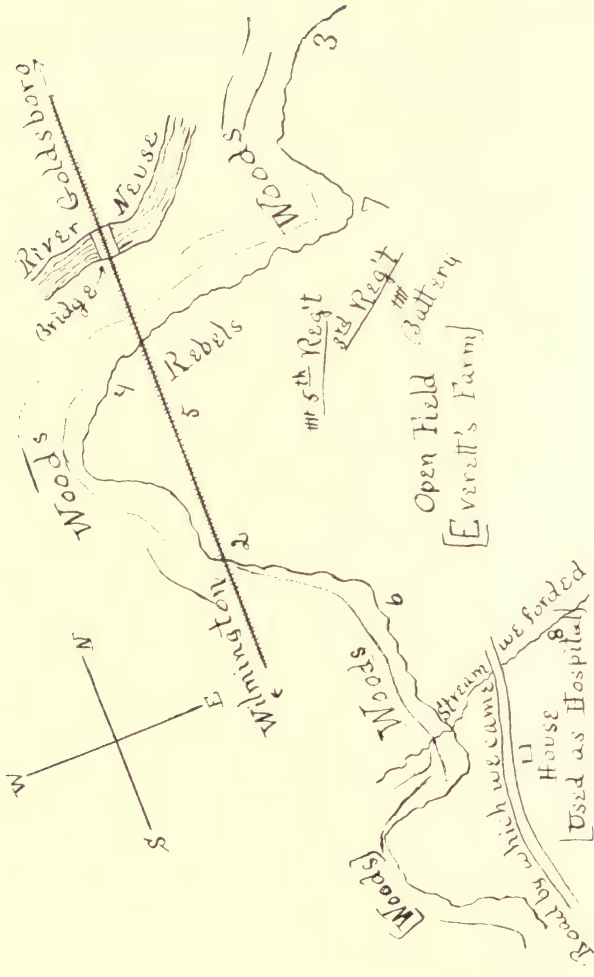 Goldsboro
River
Neuse
Bridge
Woods
3
7
Rebels
4
5
Woods
5th Reg't
3rd Reg't
Battery
Open Field
[Everett's Farm]
2
Wilmington
W
N
S
E
6
Woods
Stream we forded
8
Road by which we came
House
[Used as Hospital]
[Woods]